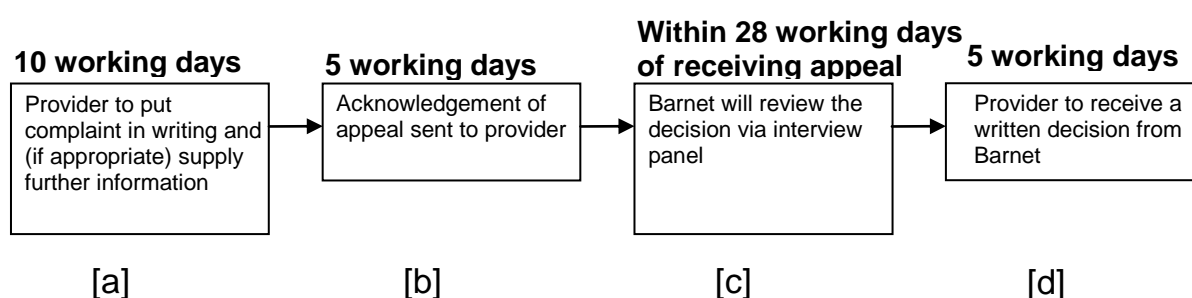 10 working days
Provider to put
complaint in writing and
(if appropriate) supply
further information
[a]
5 working days
Acknowledgement of
appeal sent to provider
[b]
Within 28 working days
of receiving appeal
Barnet will review the
decision via interview
panel
[c]
5 working days
Provider to receive a
written decision from
Barnet
[d]